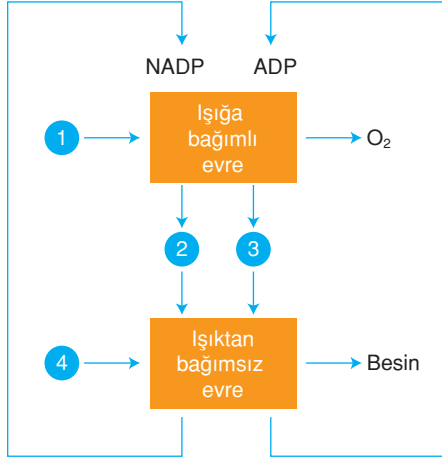 NADP ADP
Işığa
bağımlı
evre
1
O₂
2 3
Işıktan
bağımsız
evre
4
Besin